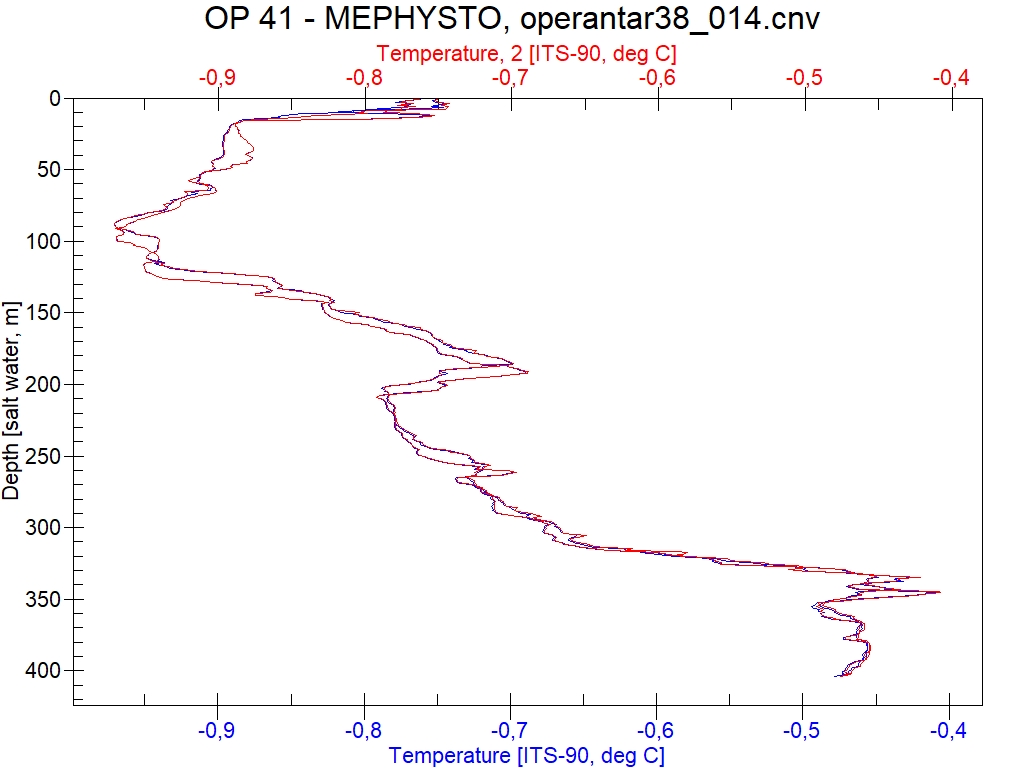 OP 41 - MEPHYSTO, operantar38_014.cnv
Temperature, 2 [ITS-90, deg C]
-0,9 -0,8 -0,7 -0,6 -0,5 -0,4
Depth [salt water, m]
0
50
100
150
200
250
300
350
400
-0,9 -0,8 -0,7 -0,6 -0,5 -0,4
Temperature [ITS-90, deg C]